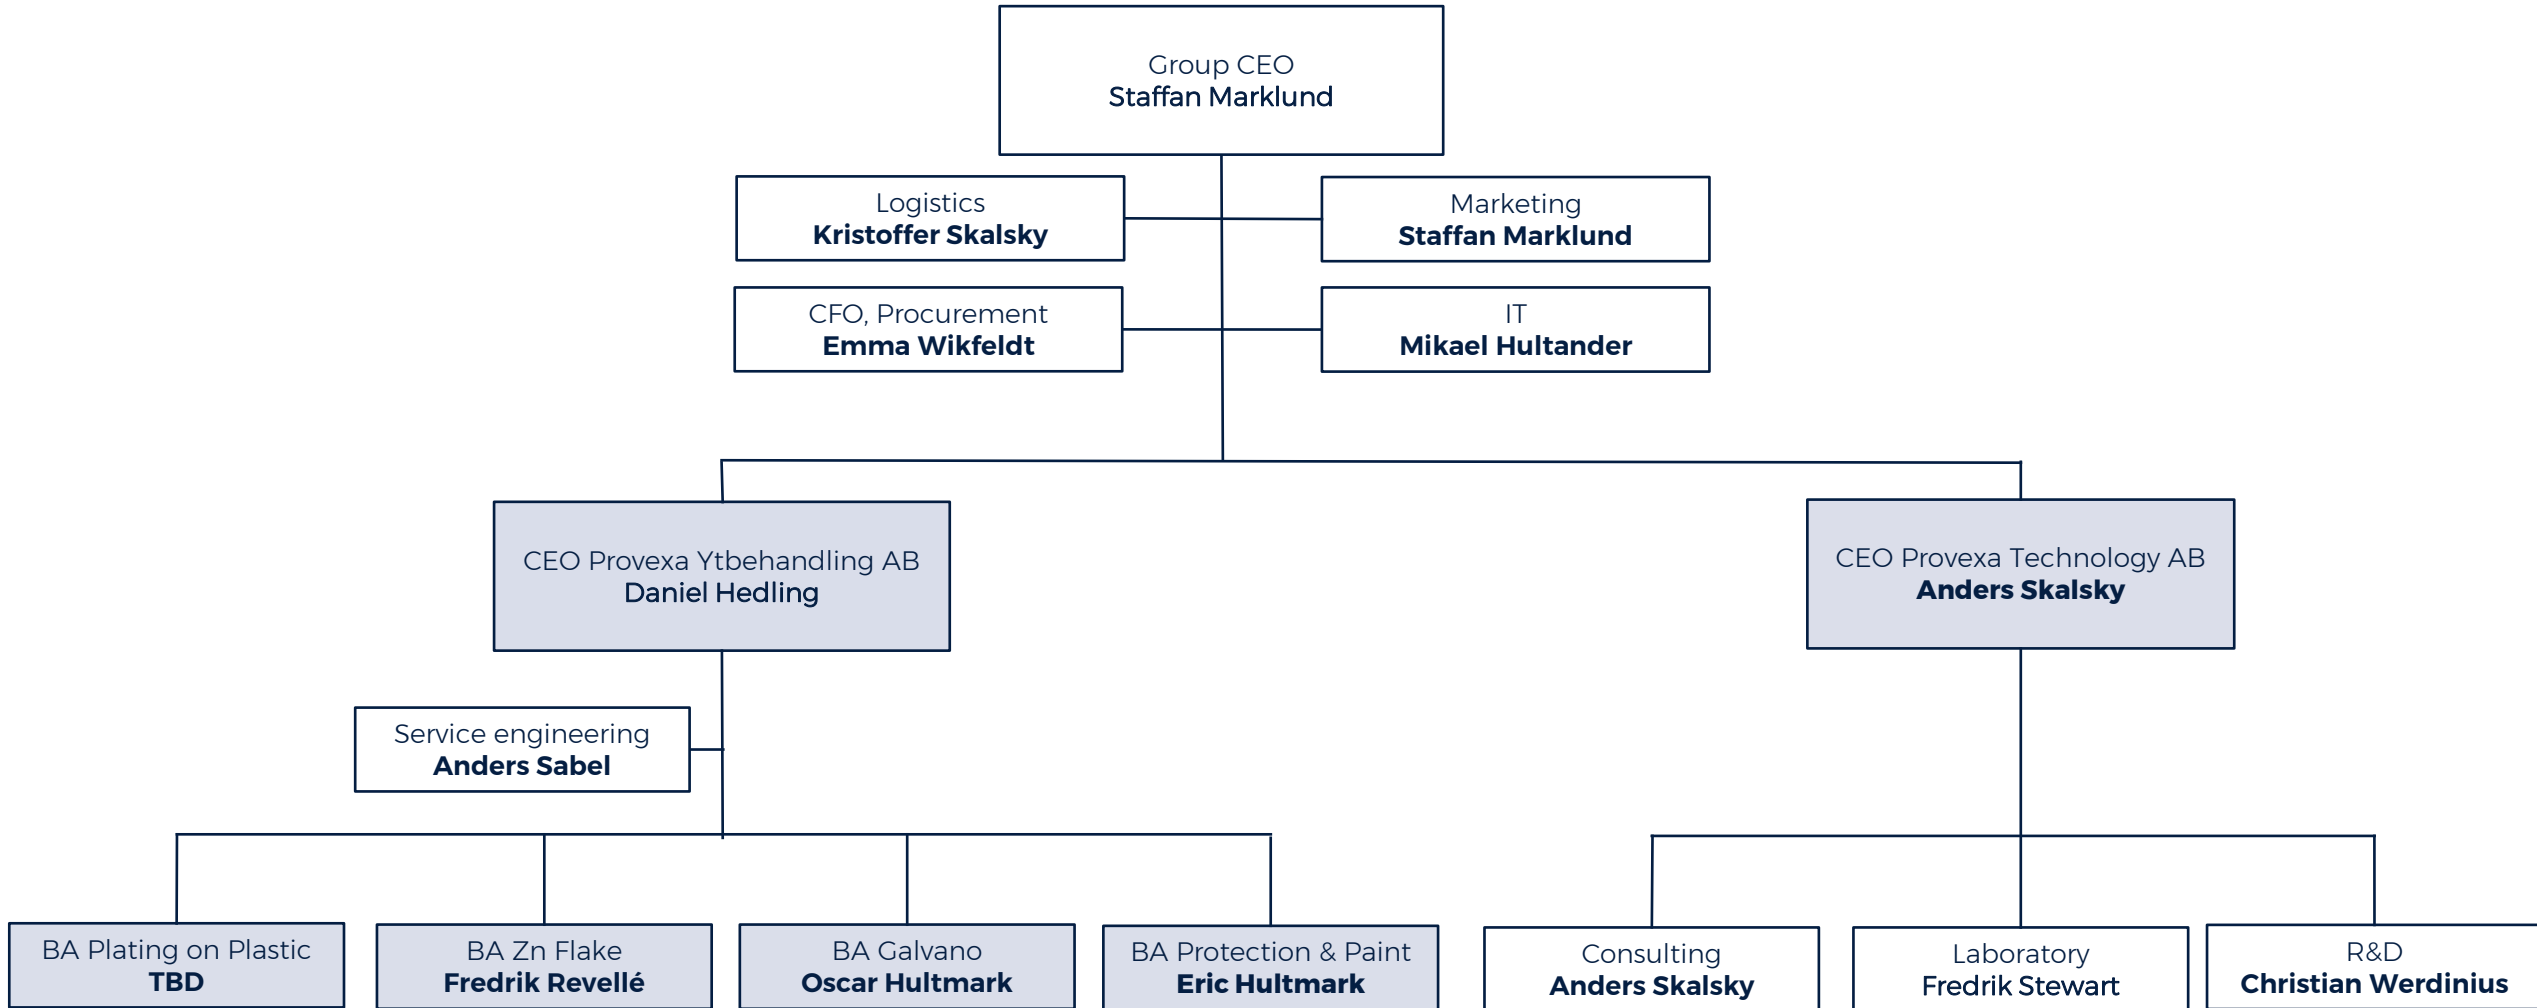 Group CEO
Staffan Marklund
Logistics
Kristoffer Skalsky
Marketing
Staffan Marklund
CFO, Procurement
Emma Wikfeldt
IT
Mikael Hultander
CEO Provexa Ytbehandling AB
Daniel Hedling
CEO Provexa Technology AB
Anders Skalsky
Service engineering
Anders Sabel
BA Plating on Plastic
TBD
BA Zn Flake
Fredrik Revellé
BA Galvano
Oscar Hultmark
BA Protection & Paint
Eric Hultmark
Consulting
Anders Skalsky
Laboratory
Fredrik Stewart
R&D
Christian Werdinius